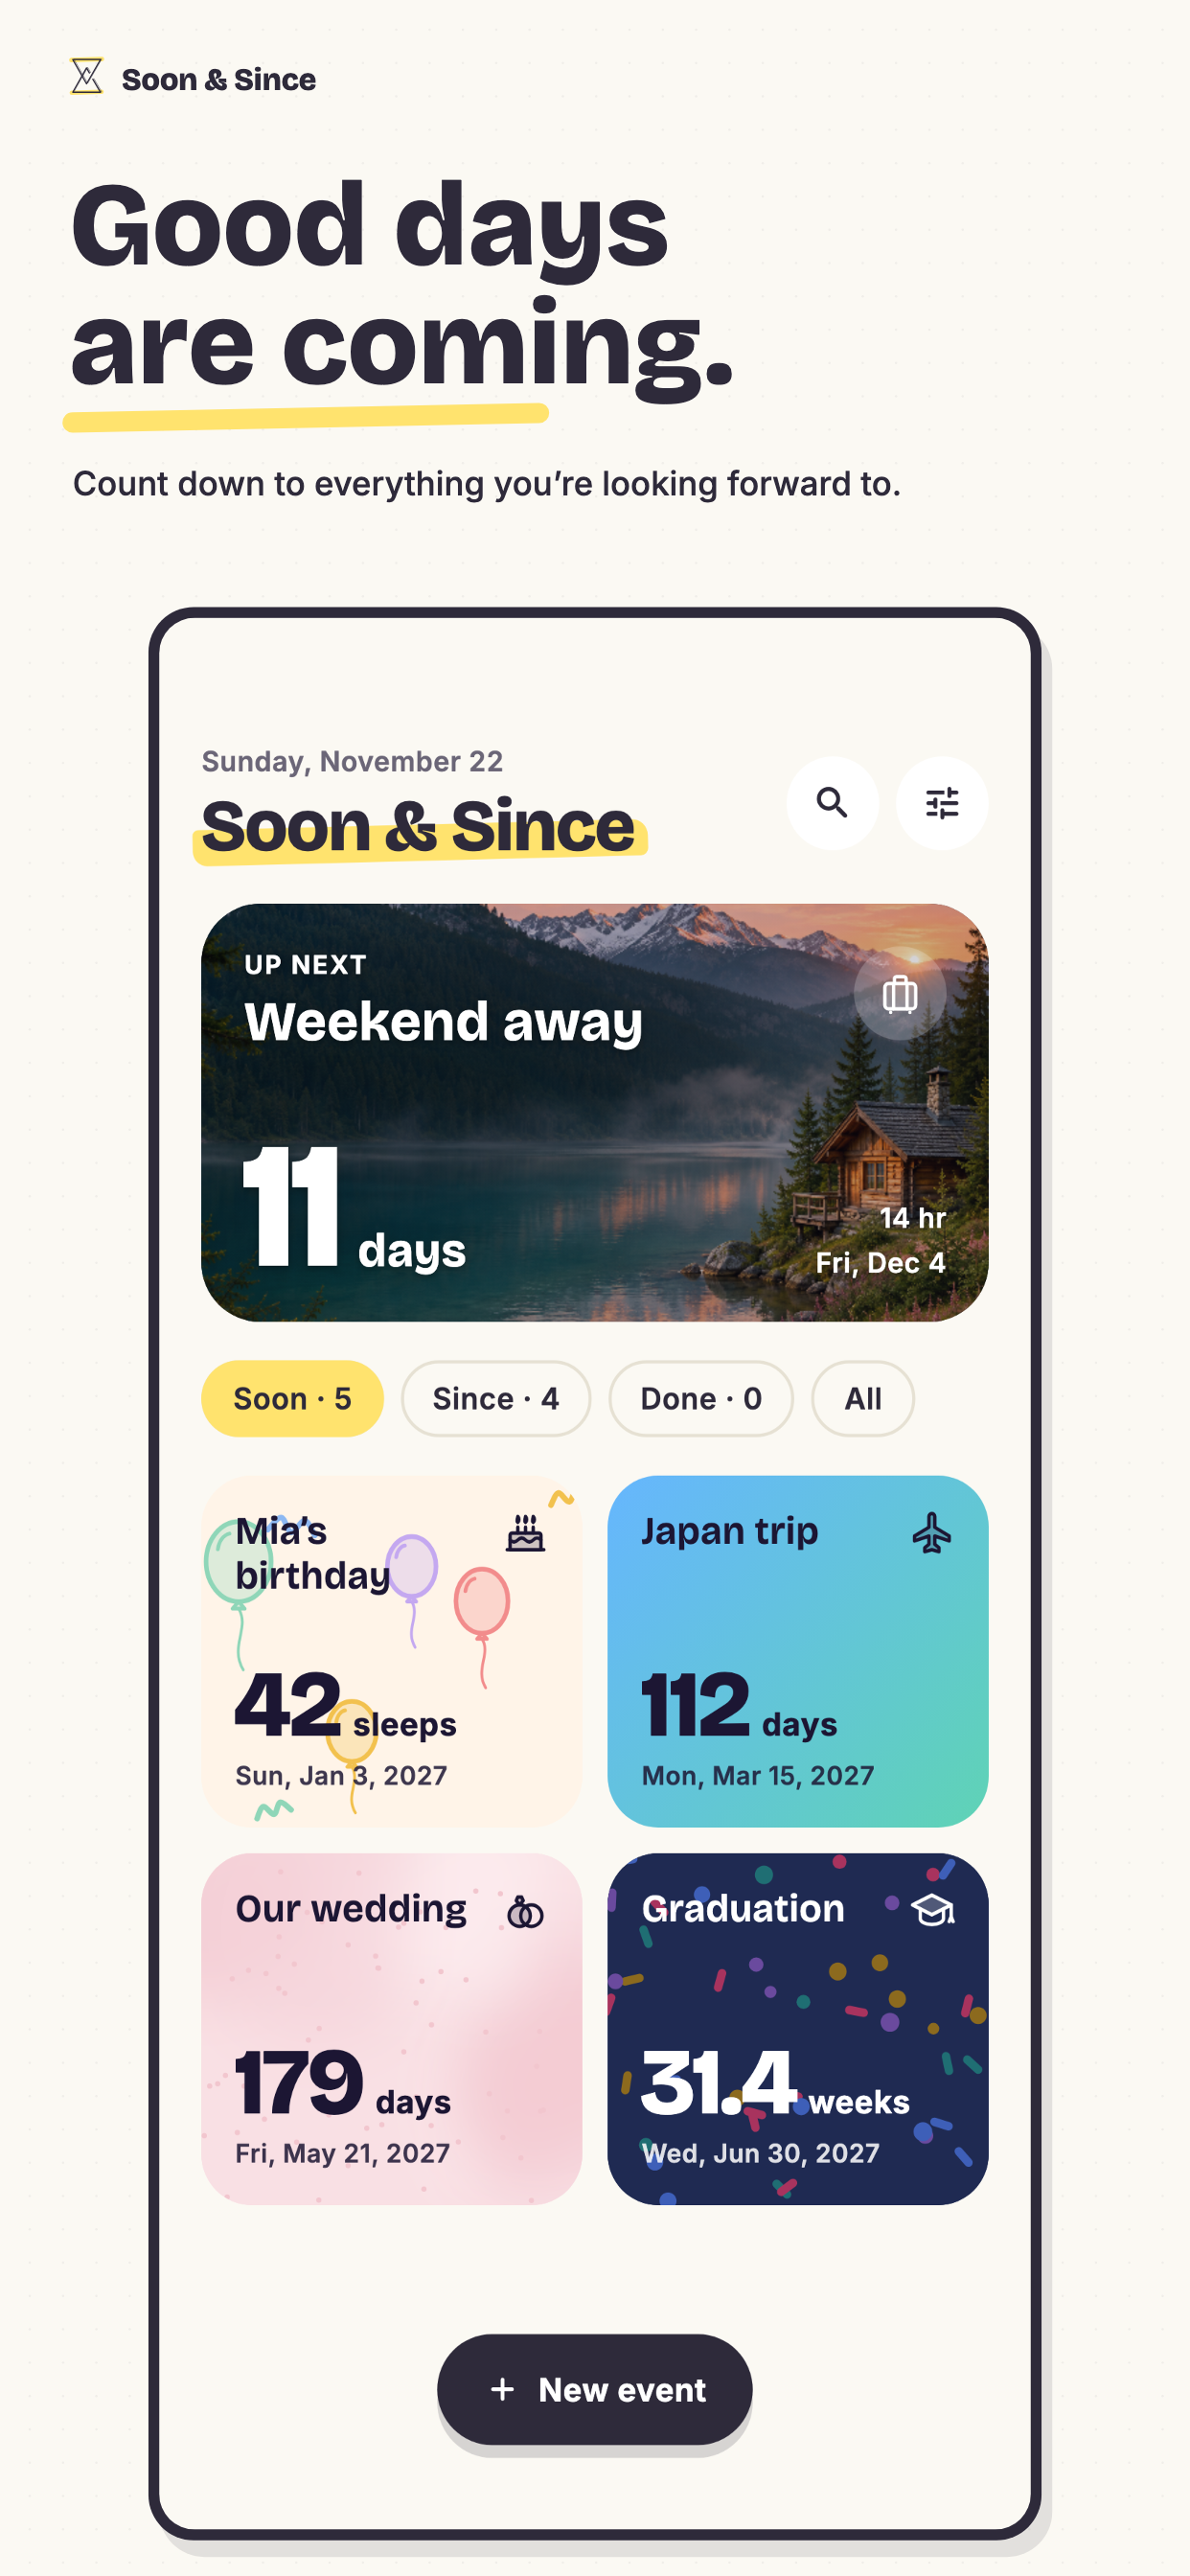 Soon & Since
Good days
are coming.
Count down to everything you’re looking forward to.
Sunday, November 22
Soon & Since
UP NEXT
Weekend away
11 days
14 hr
Fri, Dec 4
Soon · 5
Since · 4
Done · 0
All
Mia’s
birthday
42 sleeps
Sun, Jan 3, 2027
Japan trip
112 days
Mon, Mar 15, 2027
Our wedding
179 days
Fri, May 21, 2027
Graduation
31.4 weeks
Wed, Jun 30, 2027
+ New event